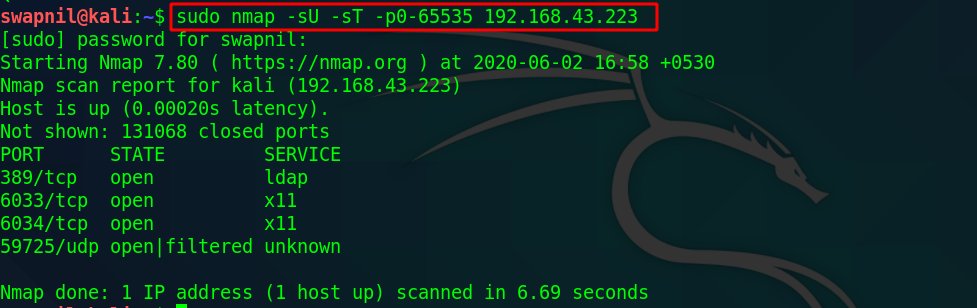 swapnil@kali:~$ sudo nmap -sU -sT -p0-65535 192.168.43.223
[sudo] password for swapnil:
Starting Nmap 7.80 ( https://nmap.org ) at 2020-06-02 16:58 +0530
Nmap scan report for kali (192.168.43.223)
Host is up (0.00020s latency).
Not shown: 131068 closed ports
PORT      STATE         SERVICE
389/tcp   open          ldap
6033/tcp  open          x11
6034/tcp  open          x11
59725/udp open|filtered unknown
Nmap done: 1 IP address (1 host up) scanned in 6.69 seconds